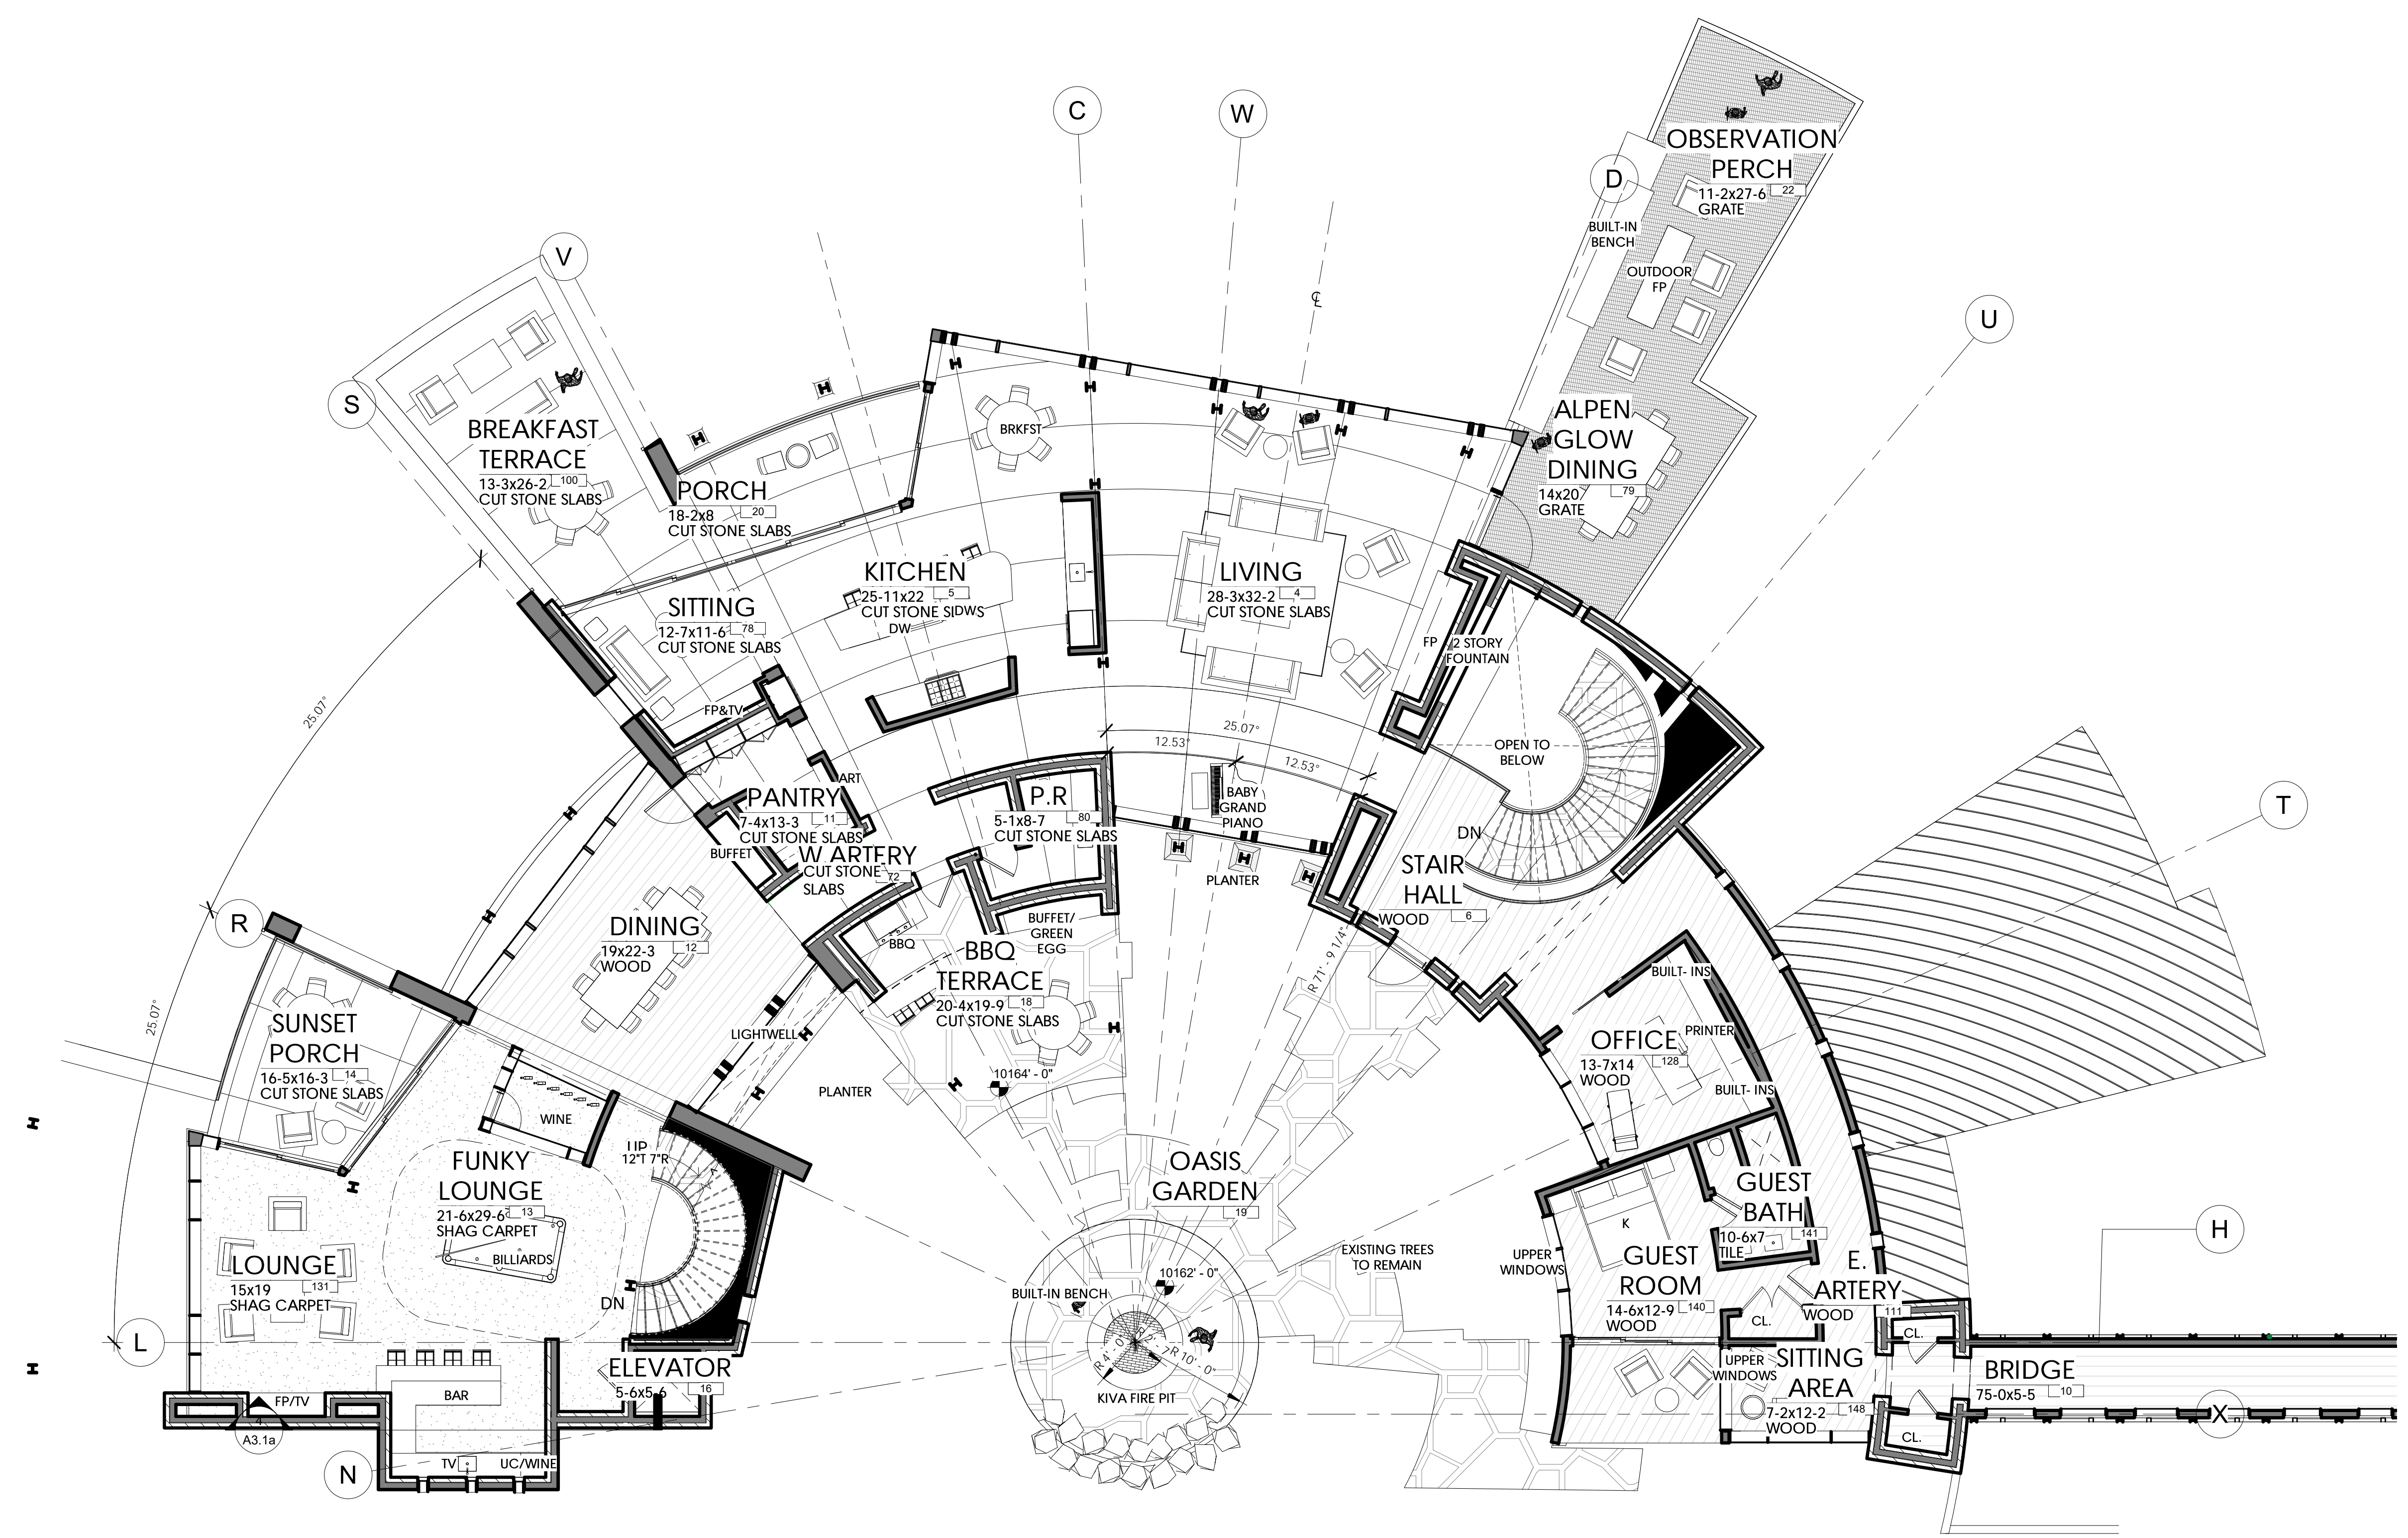 C
W
D
V
S
U
T
R
H
L
N
X
℄
OBSERVATION
PERCH
11-2x27-6 22
GRATE
BUILT-IN
BENCH
OUTDOOR
FP
ALPEN
GLOW
DINING
14x20 79
GRATE
BREAKFAST
TERRACE
13-3x26-2 100
CUT STONE SLABS
BRKFST
PORCH
18-2x8 20
CUT STONE SLABS
KITCHEN
25-11x22 5
CUT STONE SLDWS
DW
LIVING
28-3x32-2 4
CUT STONE SLABS
SITTING
12-7x11-6 78
CUT STONE SLABS
FP&TV
FP
2 STORY
FOUNTAIN
25.07°
25.07°
25.07°
12.53°
12.53°
OPEN TO
BELOW
DN
ART
PANTRY
7-4x13-3 11
CUT STONE SLABS
BUFFET
W ARTERY
CUT STONE 72
SLABS
P.R
5-1x8-7 80
CUT STONE SLABS
BABY
GRAND
PIANO
PLANTER
STAIR
HALL
WOOD 6
R 71' - 9 1/4"
DINING
19x22-3 12
WOOD
BBQ
BUFFET/
GREEN
EGG
BBQ
TERRACE
20-4x19-9 18
CUT STONE SLABS
LIGHTWELL
10164' - 0"
PLANTER
SUNSET
PORCH
16-5x16-3 14
CUT STONE SLABS
WINE
UP
12"T 7"R
FUNKY
LOUNGE
21-6x29-6 13
SHAG CARPET
BILLIARDS
LOUNGE
15x19 131
SHAG CARPET
DN
ELEVATOR
5-6x5-6 16
BAR
FP/TV
4
A3.1a
TV
UC/WINE
OASIS
GARDEN
19
BUILT-IN BENCH
10162' - 0"
R 4' - 0"
R 10' - 0"
KIVA FIRE PIT
EXISTING TREES
TO REMAIN
BUILT- INS
OFFICE
13-7x14 128
WOOD
PRINTER
BUILT- INS
GUEST
BATH
10-6x7 141
TILE
K
UPPER
WINDOWS
GUEST
ROOM
14-6x12-9 140
WOOD
E.
ARTERY
WOOD
111
CL.
CL.
CL.
UPPER
WINDOWS
SITTING
AREA
7-2x12-2 148
WOOD
BRIDGE
75-0x5-5 10